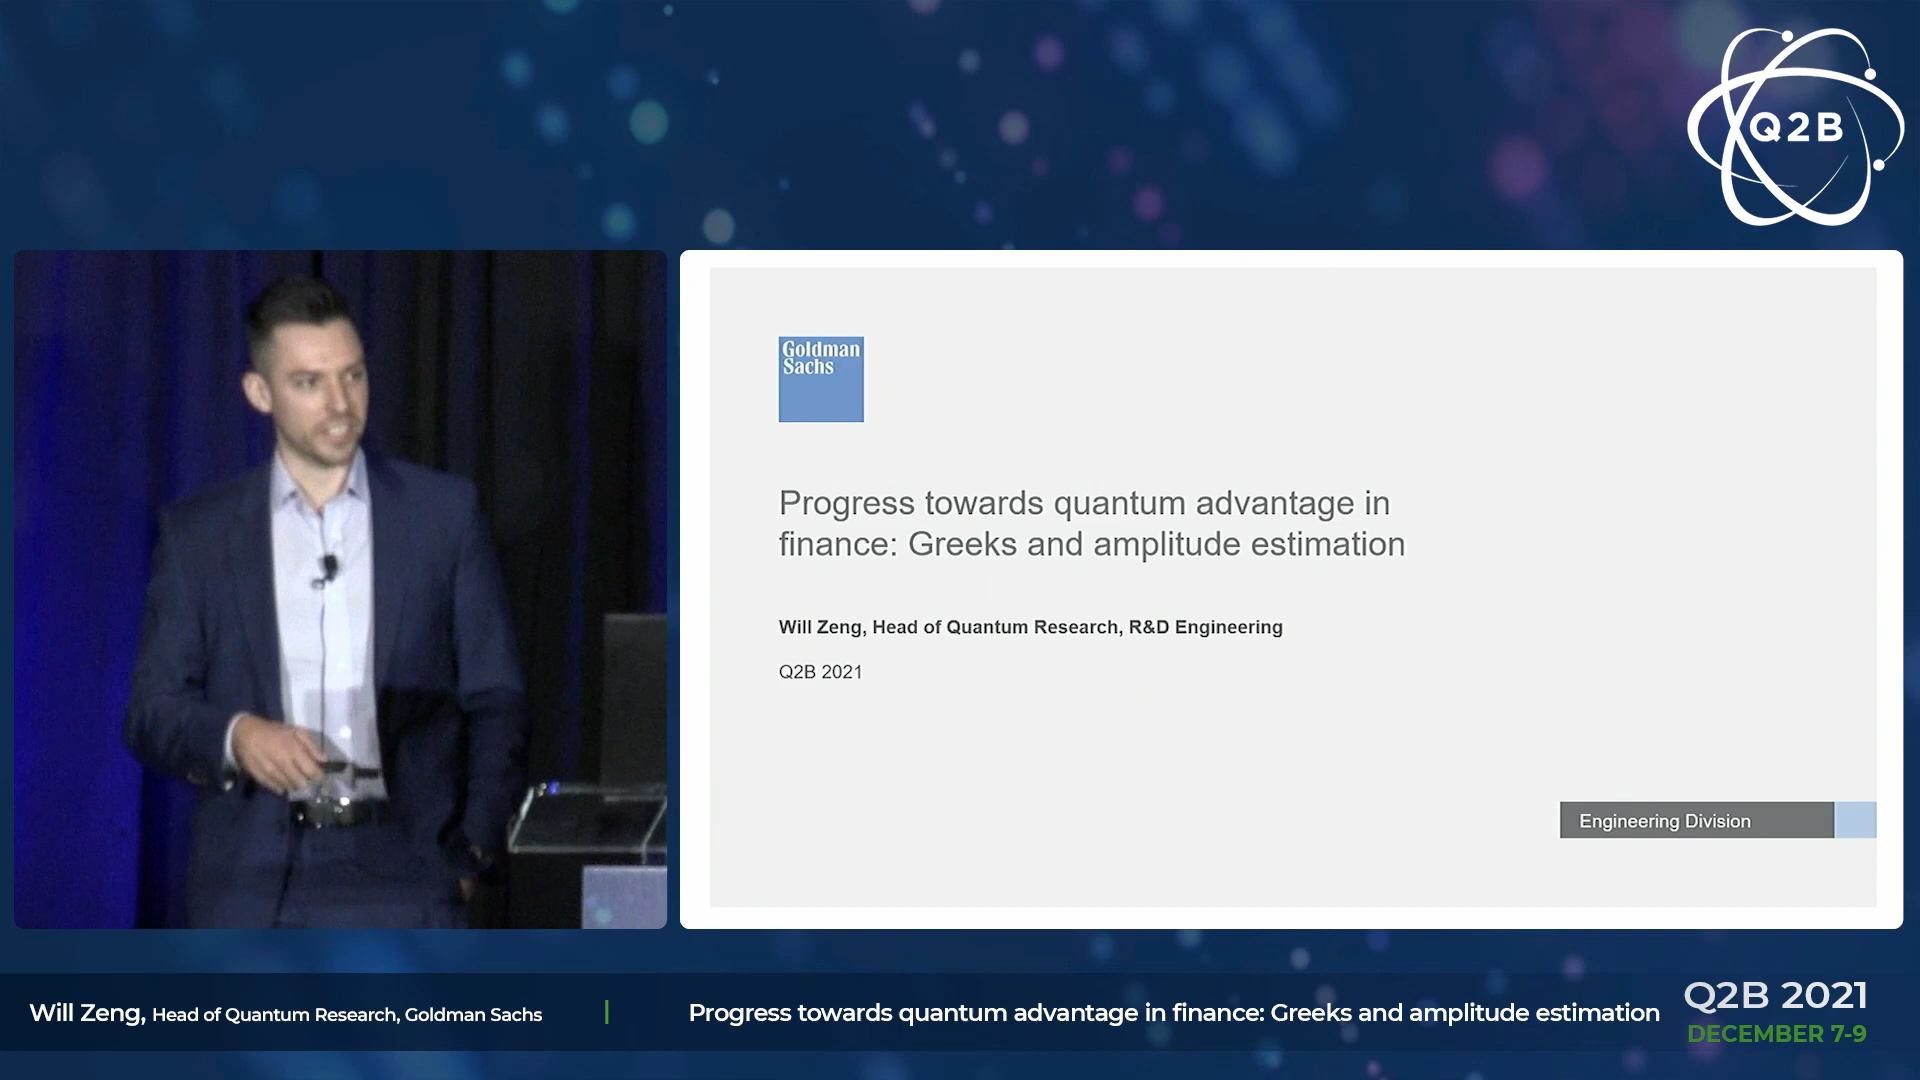 Q2B
Goldman
Sachs
Progress towards quantum advantage in
finance: Greeks and amplitude estimation
Will Zeng, Head of Quantum Research, R&D Engineering
Q2B 2021
Engineering Division
Will Zeng, Head of Quantum Research, Goldman Sachs
Progress towards quantum advantage in finance: Greeks and amplitude estimation
Q2B 2021
DECEMBER 7-9